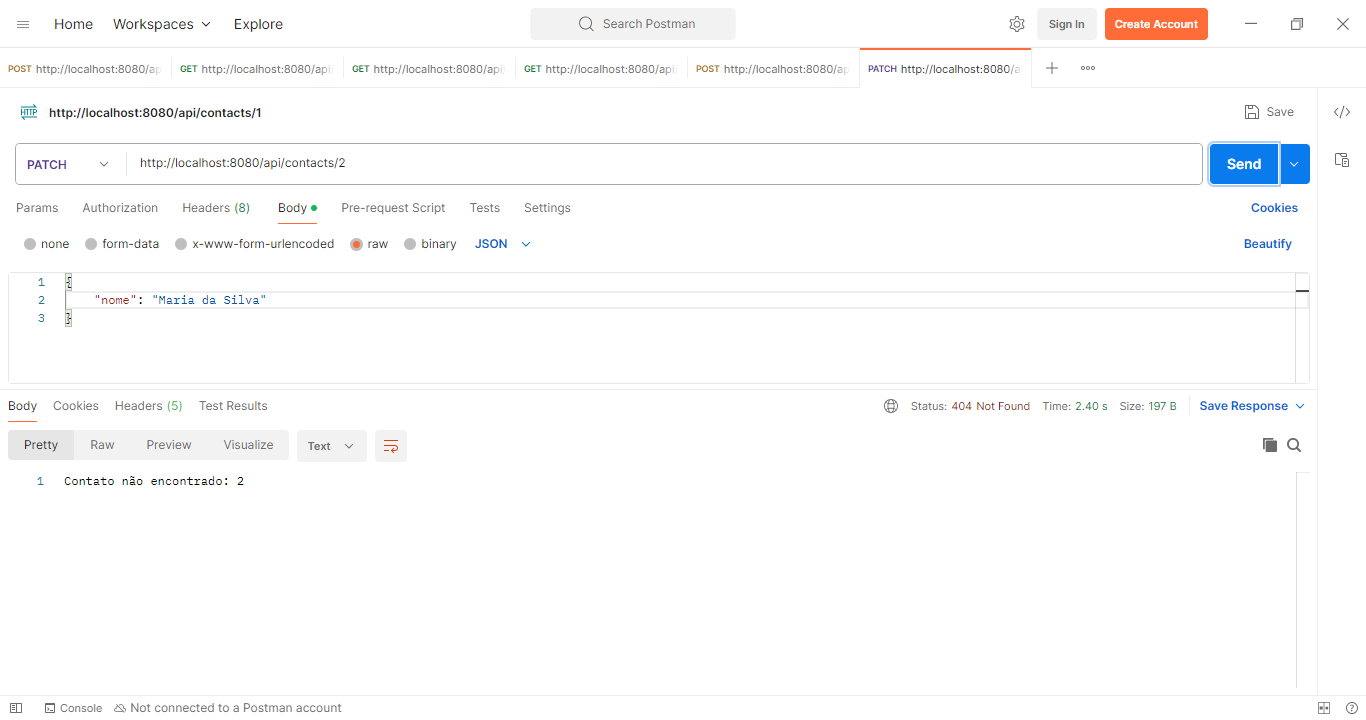 Home Workspaces Explore Search Postman Sign In Create Account
POST http://localhost:8080/ap GET http://localhost:8080/api/ GET http://localhost:8080/api/ GET http://localhost:8080/api/ POST http://localhost:8080/ap PATCH http://localhost:8080/a
HTTP http://localhost:8080/api/contacts/1 Save </>
PATCH http://localhost:8080/api/contacts/2 Send
Params Authorization Headers (8) Body Pre-request Script Tests Settings Cookies
none form-data x-www-form-urlencoded raw binary JSON Beautify
1 {
2 "nome": "Maria da Silva"
3 }
Body Cookies Headers (5) Test Results Status: 404 Not Found Time: 2.40 s Size: 197 B Save Response
Pretty Raw Preview Visualize Text
1 Contato não encontrado: 2
Console Not connected to a Postman account